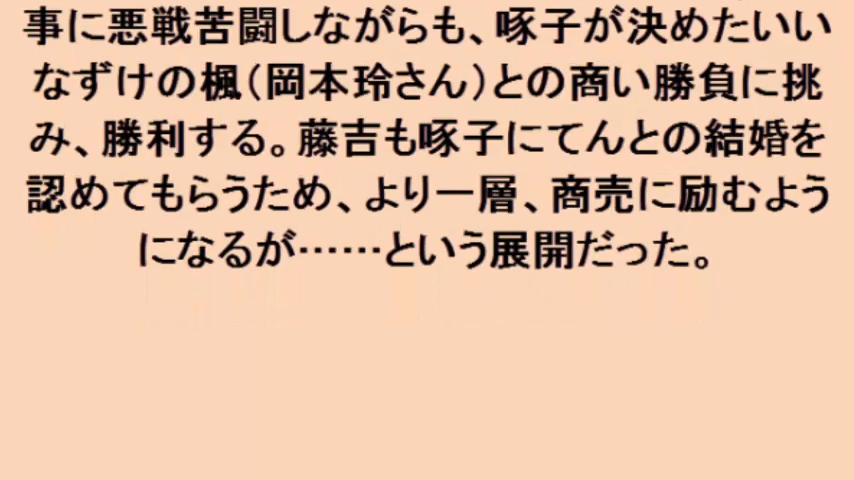 事に悪戦苦闘しながらも、啄子が決めたいい
なずけの楓（岡本玲さん）との商い勝負に挑
み、勝利する。藤吉も啄子にてんとの結婚を
認めてもらうため、より一層、商売に励むよう
になるが……という展開だった。